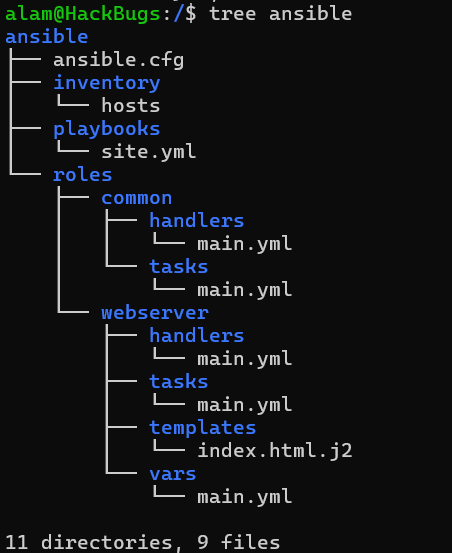 alam@HackBugs:/$ tree ansible
ansible
├── ansible.cfg
├── inventory
│   └── hosts
├── playbooks
│   └── site.yml
└── roles
    ├── common
    │   ├── handlers
    │   │   └── main.yml
    │   └── tasks
    │       └── main.yml
    └── webserver
        ├── handlers
        │   └── main.yml
        ├── tasks
        │   └── main.yml
        ├── templates
        │   └── index.html.j2
        └── vars
            └── main.yml
11 directories, 9 files